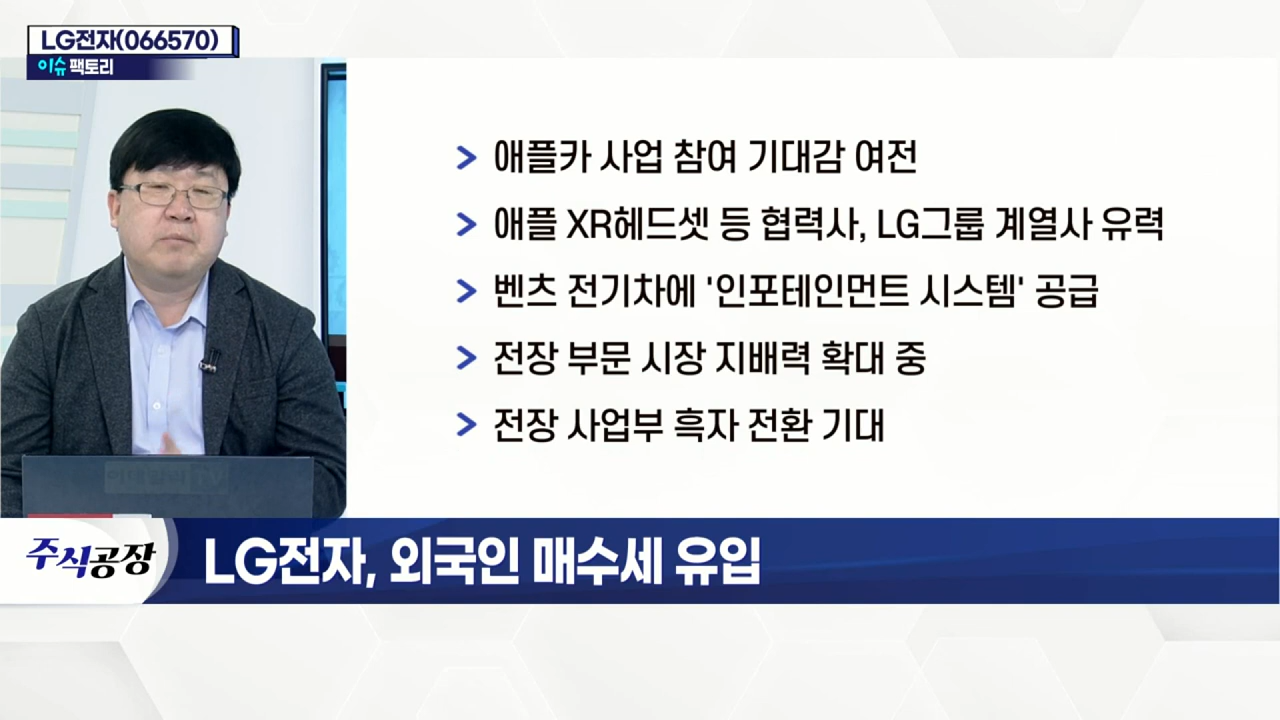 LG전자(066570)
이슈 팩토리
> 애플카 사업 참여 기대감 여전
> 애플 XR헤드셋 등 협력사, LG그룹 계열사 유력
> 벤츠 전기차에 '인포테인먼트 시스템' 공급
> 전장 부문 시장 지배력 확대 중
> 전장 사업부 흑자 전환 기대
이데일리 TV
주식공장
LG전자, 외국인 매수세 유입